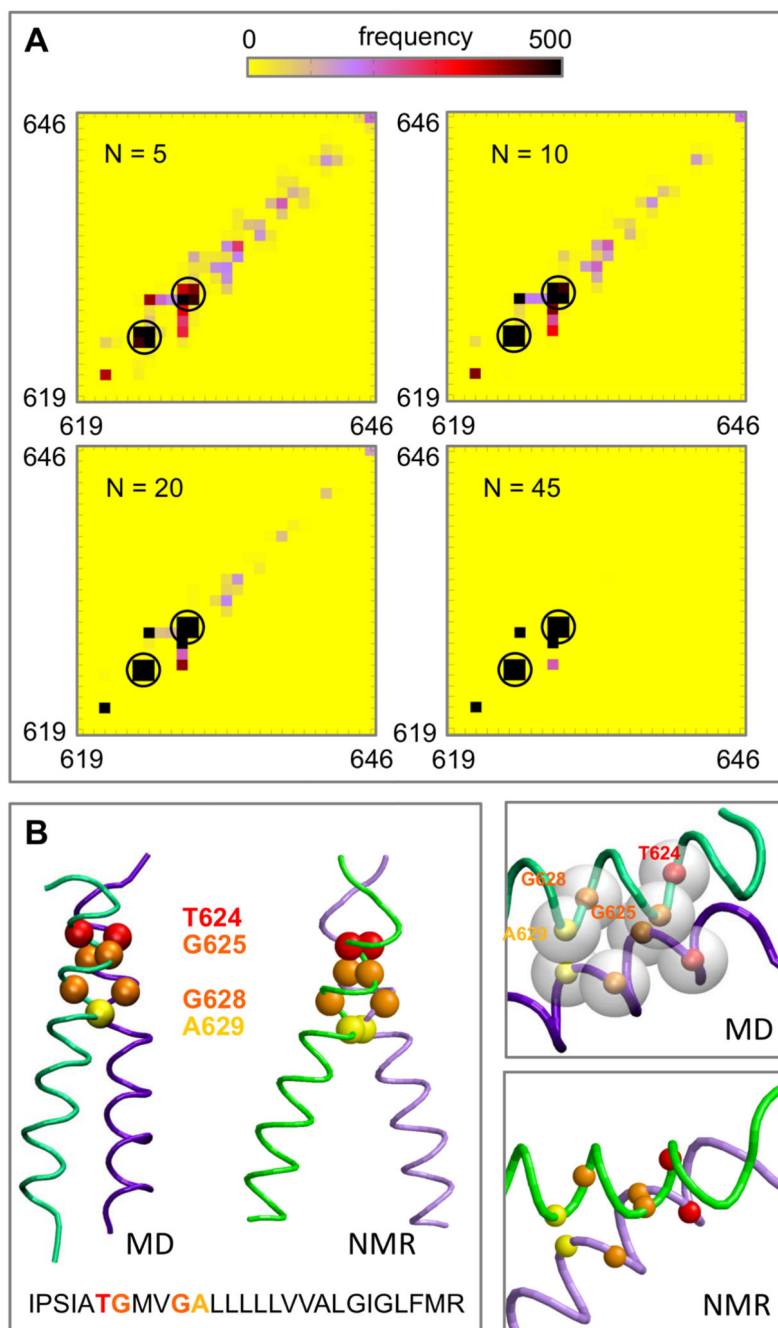 A
0 frequency 500
646
N = 5
619
619 646
646
N = 10
619
619 646
646
N = 20
619
619 646
646
N = 45
619
619 646
B
T624
G625
G628
A629
MD
NMR
IPSIATGMVGALLLLLVVALGIGLFMR
T624
G628
G625
A629
MD
NMR